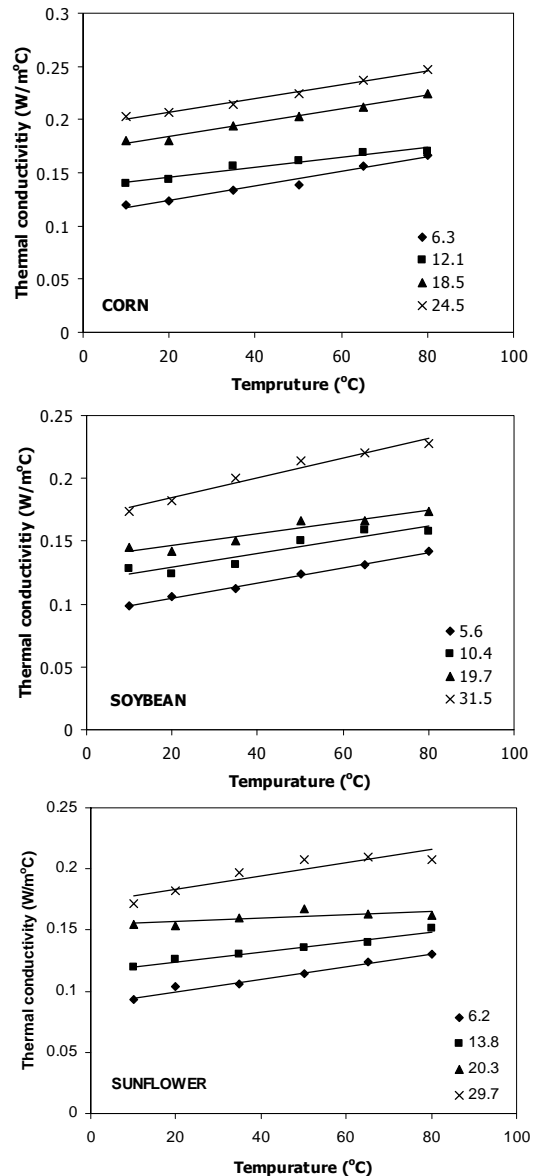 0.3
0.25
0.2
0.15
0.1
0.05
0
Thermal conductivitiy (W/m°C)
6.3
12.1
18.5
24.5
CORN
0 20 40 60 80 100
Tempruture (°C)
0.25
0.2
0.15
0.1
0.05
0
Thermal conductivitiy (W/m°C)
5.6
10.4
19.7
31.5
SOYBEAN
0 20 40 60 80 100
Tempurature (°C)
0.25
0.2
0.15
0.1
0.05
0
Thermal conductivity (W/m°C)
6.2
13.8
20.3
29.7
SUNFLOWER
0 20 40 60 80 100
Tempurature (°C)